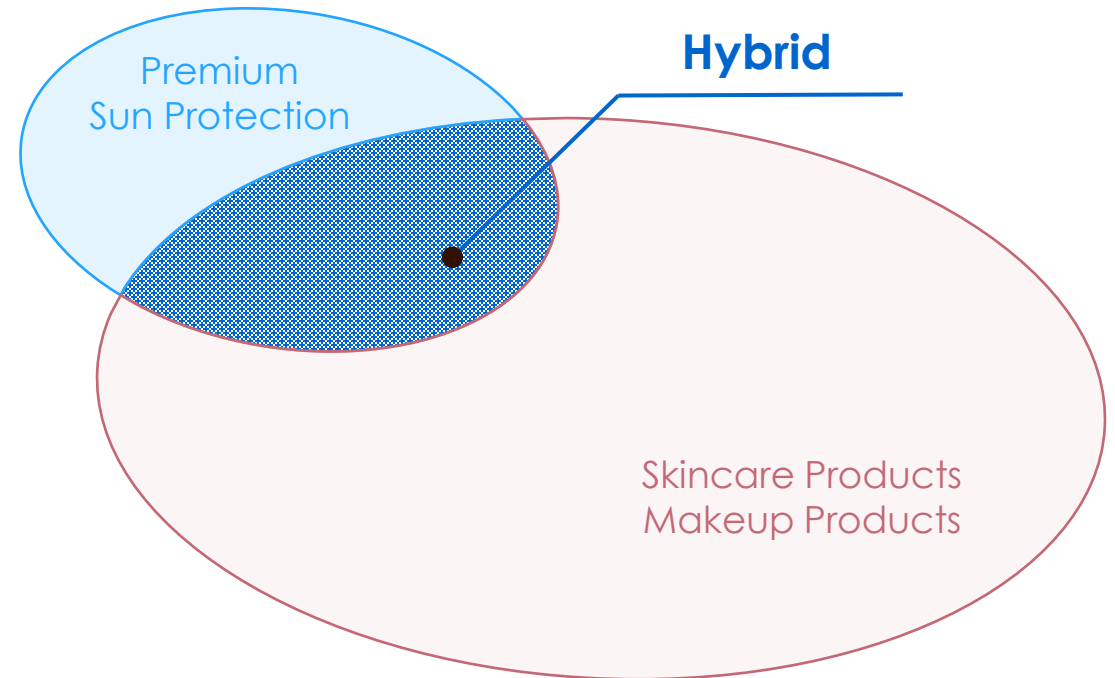 Premium
Sun Protection
Hybrid
Skincare Products
Makeup Products